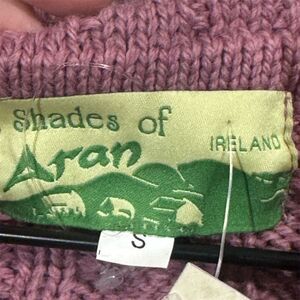 Shades of
Aran
IRELAND
S